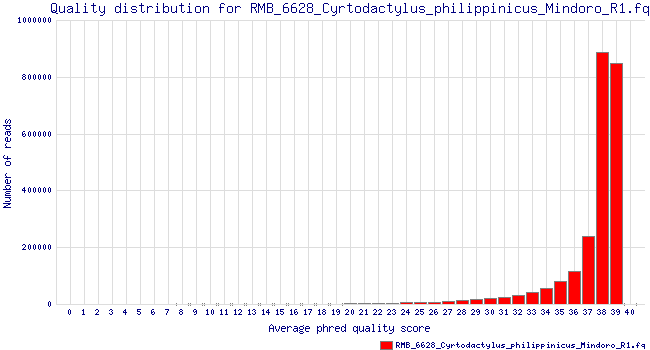 Quality distribution for RMB_6628_Cyrtodactylus_philippinicus_Mindoro_R1.fq
1000000
800000
600000
400000
200000
0
Number of reads
0 1 2 3 4 5 6 7 8 9 10 11 12 13 14 15 16 17 18 19 20 21 22 23 24 25 26 27 28 29 30 31 32 33 34 35 36 37 38 39 40
Average phred quality score
RMB_6628_Cyrtodactylus_philippinicus_Mindoro_R1.fq